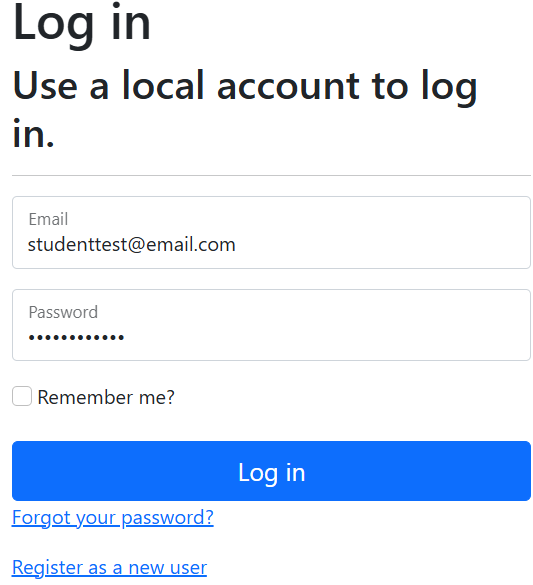 Log in
Use a local account to log
in.
Email
studenttest@email.com
Password
••••••••••••
Remember me?
Log in
Forgot your password?
Register as a new user